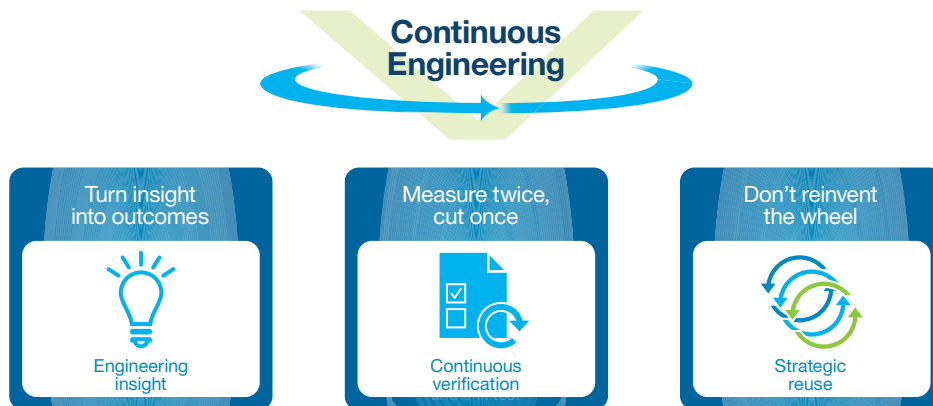 Continuous
Engineering
Turn insight
into outcomes
Engineering
insight
Measure twice,
cut once
Continuous
verification
Don’t reinvent
the wheel
Strategic
reuse